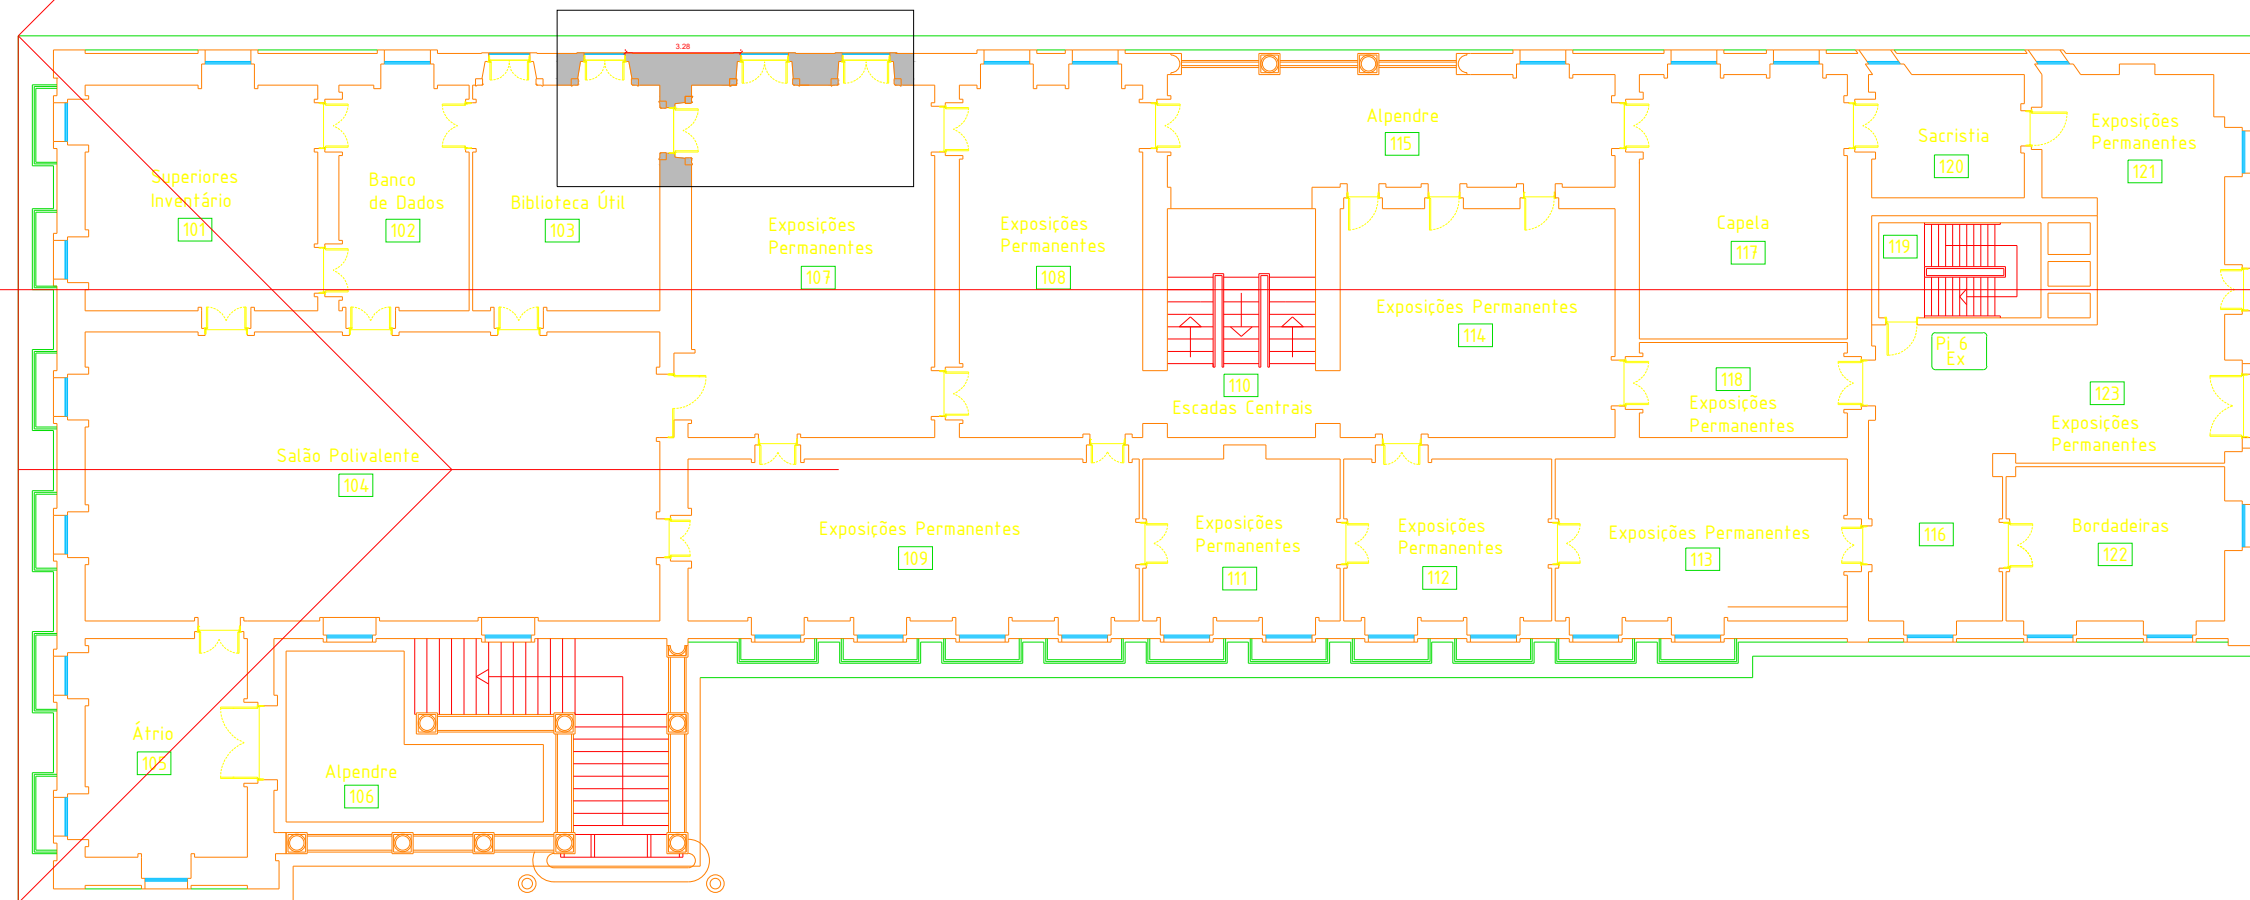 3.28
Superiores
Inventário
101
Banco
de Dados
102
Biblioteca Útil
103
Exposições
Permanentes
107
Exposições
Permanentes
108
Alpendre
115
Capela
117
Sacristia
120
Exposições
Permanentes
121
119
Exposições Permanentes
114
Pi 6
Ex
110
Escadas Centrais
118
Exposições
Permanentes
123
Exposições
Permanentes
Salão Polivalente
104
Exposições Permanentes
109
Exposições
Permanentes
111
Exposições
Permanentes
112
Exposições Permanentes
113
116
Bordadeiras
122
Átrio
105
Alpendre
106